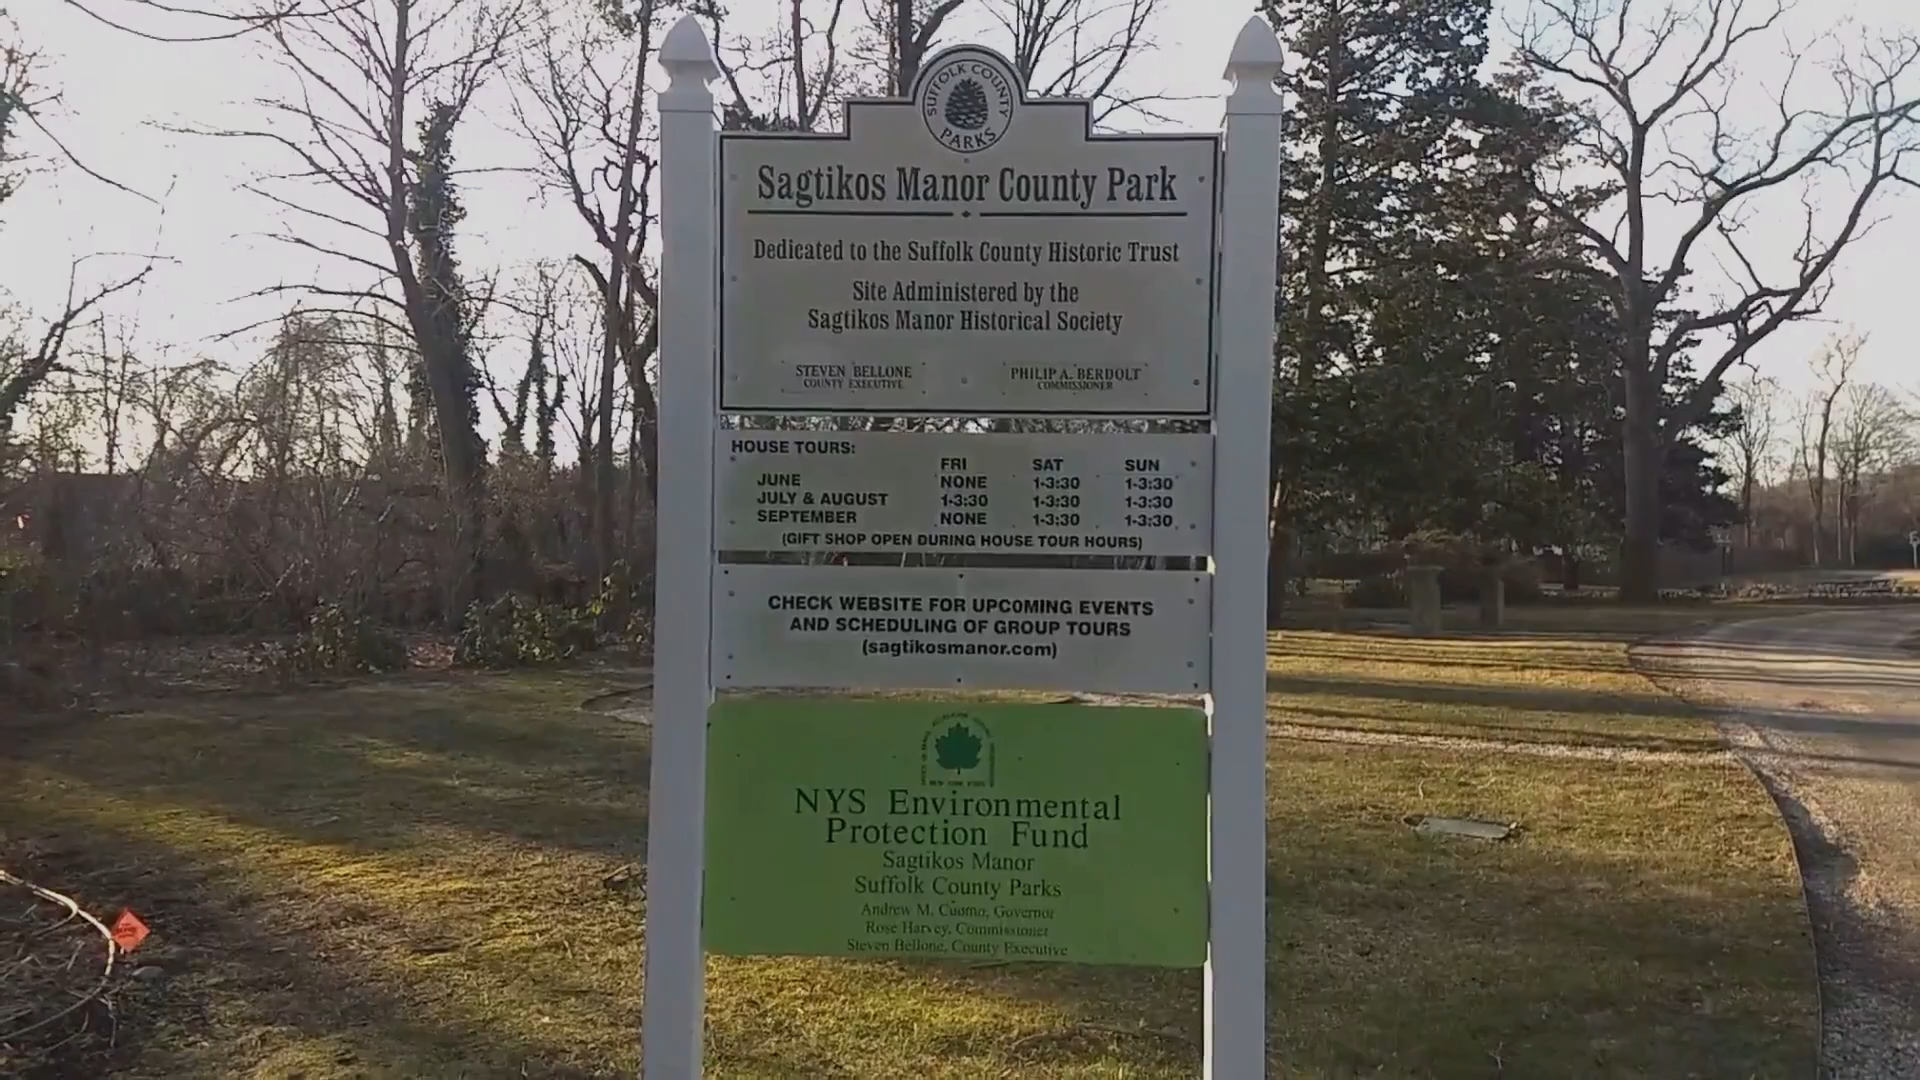 SUFFOLK COUNTY
PARKS
Sagtikos Manor County Park
Dedicated to the Suffolk County Historic Trust
Site Administered by the
Sagtikos Manor Historical Society
STEVEN BELLONE PHILIP A. BERDOLT
COUNTY EXECUTIVE COMMISSIONER
HOUSE TOURS:
FRI SAT SUN
JUNE NONE 1-3:30 1-3:30
JULY & AUGUST 1-3:30 1-3:30 1-3:30
SEPTEMBER NONE 1-3:30 1-3:30
(GIFT SHOP OPEN DURING HOUSE TOUR HOURS)
CHECK WEBSITE FOR UPCOMING EVENTS
AND SCHEDULING OF GROUP TOURS
(sagtikosmanor.com)
NYS Environmental
Protection Fund
Sagtikos Manor
Suffolk County Parks
Andrew M. Cuomo, Governor
Rose Harvey, Commissioner
Steven Bellone, County Executive